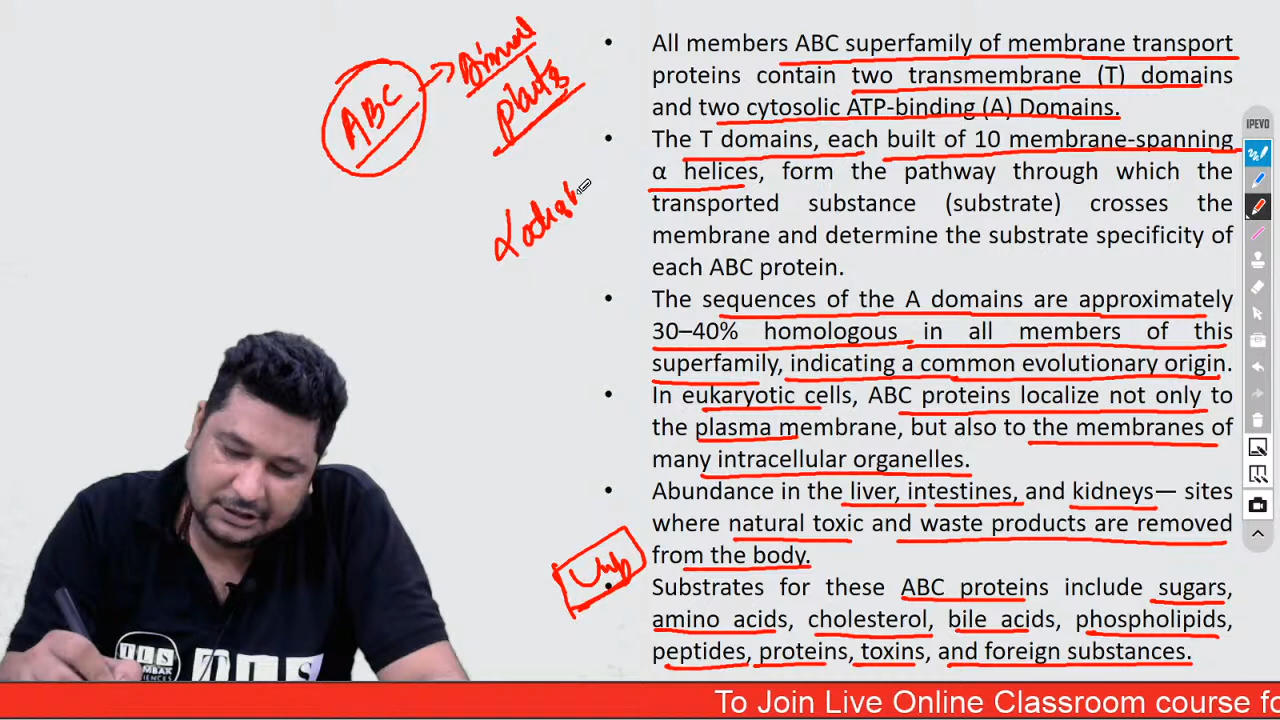 ABC
plants
• All members ABC superfamily of membrane transport
proteins contain two transmembrane (T) domains
and two cytosolic ATP-binding (A) Domains.
• The T domains, each built of 10 membrane-spanning
α helices, form the pathway through which the
transported substance (substrate) crosses the
membrane and determine the substrate specificity of
each ABC protein.
• The sequences of the A domains are approximately
30–40% homologous in all members of this
superfamily, indicating a common evolutionary origin.
• In eukaryotic cells, ABC proteins localize not only to
the plasma membrane, but also to the membranes of
many intracellular organelles.
• Abundance in the liver, intestines, and kidneys— sites
where natural toxic and waste products are removed
from the body.
• Substrates for these ABC proteins include sugars,
amino acids, cholesterol, bile acids, phospholipids,
peptides, proteins, toxins, and foreign substances.
IPEVO
To Join Live Online Classroom course fo